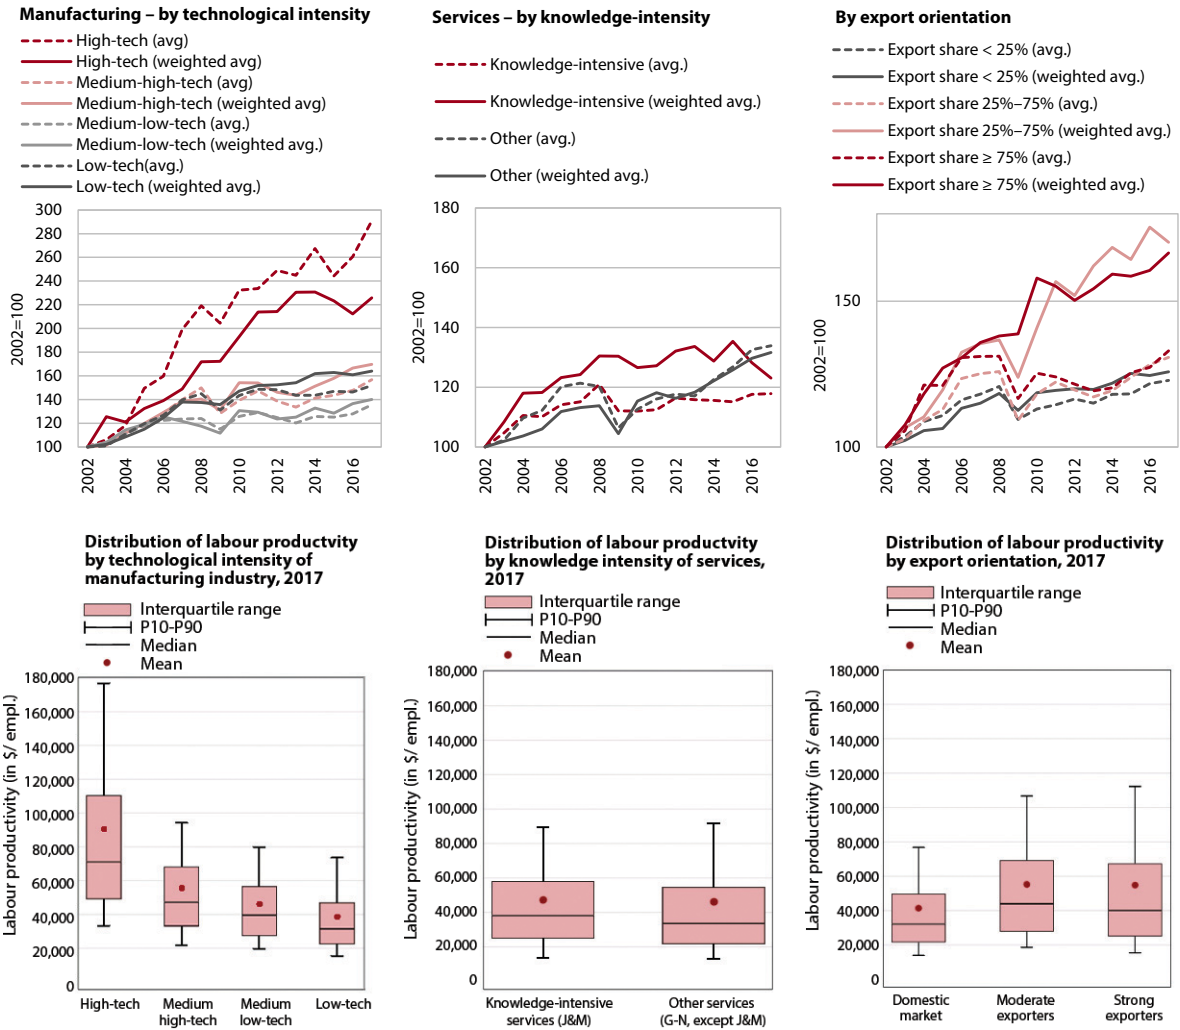 Manufacturing – by technological intensity
High-tech (avg)
High-tech (weighted avg)
Medium-high-tech (avg)
Medium-high-tech (weighted avg)
Medium-low-tech (avg.)
Medium-low-tech (weighted avg.)
Low-tech(avg.)
Low-tech (weighted avg.)
2002=100
300
280
260
240
220
200
180
160
140
120
100
2002
2004
2006
2008
2010
2012
2014
2016
Services – by knowledge-intensity
Knowledge-intensive (avg.)
Knowledge-intensive (weighted avg.)
Other (avg.)
Other (weighted avg.)
2002=100
180
160
140
120
100
2002
2004
2006
2008
2010
2012
2014
2016
By export orientation
Export share < 25% (avg.)
Export share < 25% (weighted avg.)
Export share 25%–75% (avg.)
Export share 25%–75% (weighted avg.)
Export share ≥ 75% (avg.)
Export share ≥ 75% (weighted avg.)
2002=100
150
100
2002
2004
2006
2008
2010
2012
2014
2016
Distribution of labour productvity
by technological intensity of
manufacturing industry, 2017
Interquartile range
P10-P90
Median
Mean
Labour productivity (in $/ empl.)
180,000
160,000
140,000
120,000
100,000
80,000
60,000
40,000
20,000
0
High-tech
Medium
high-tech
Medium
low-tech
Low-tech
Distribution of labour productvity
by knowledge intensity of services,
2017
Interquartile range
P10-P90
Median
Mean
Labour productivity (in $/ empl.)
180,000
160,000
140,000
120,000
100,000
80,000
60,000
40,000
20,000
0
Knowledge-intensive
services (J&M)
Other services
(G-N, except J&M)
Distribution of labour productivity
by export orientation, 2017
Interquartile range
P10-P90
Median
Mean
Labour productivity (in $/ empl.)
180,000
160,000
140,000
120,000
100,000
80,000
60,000
40,000
20,000
0
Domestic
market
Moderate
exporters
Strong
exporters